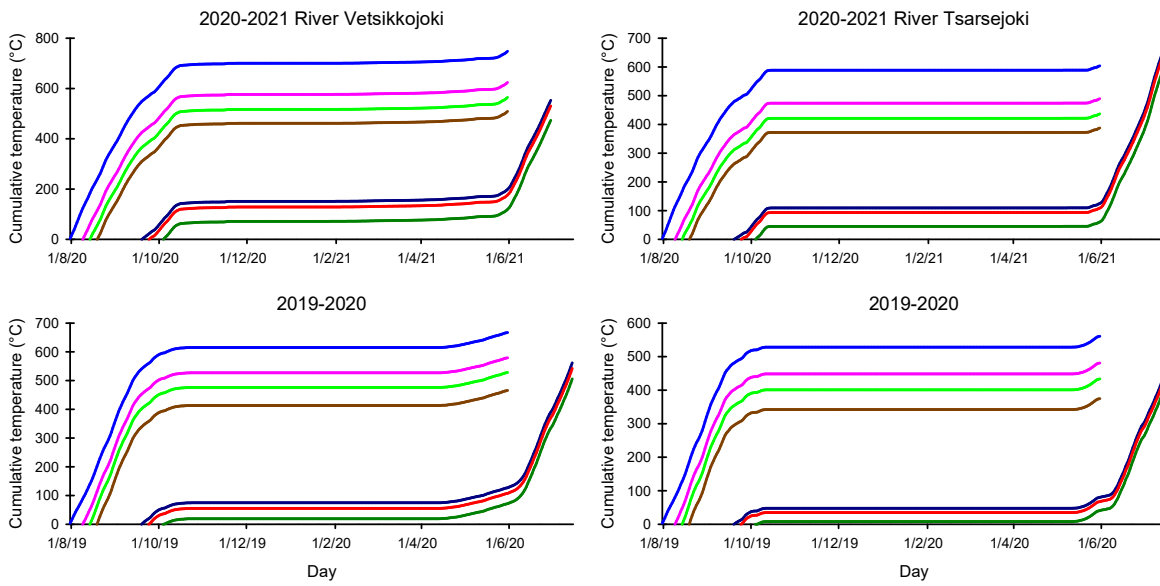 2020-2021 River Vetsikkojoki
Cumulative temperature (°C)
800
600
400
200
0
1/8/20 1/10/20 1/12/20 1/2/21 1/4/21 1/6/21
2020-2021 River Tsarsejoki
Cumulative temperature (°C)
700
600
500
400
300
200
100
0
1/8/20 1/10/20 1/12/20 1/2/21 1/4/21 1/6/21
2019-2020
Cumulative temperature (°C)
700
600
500
400
300
200
100
0
1/8/19 1/10/19 1/12/19 1/2/20 1/4/20 1/6/20
Day
2019-2020
Cumulative temperature (°C)
600
500
400
300
200
100
0
1/8/19 1/10/19 1/12/19 1/2/20 1/4/20 1/6/20
Day